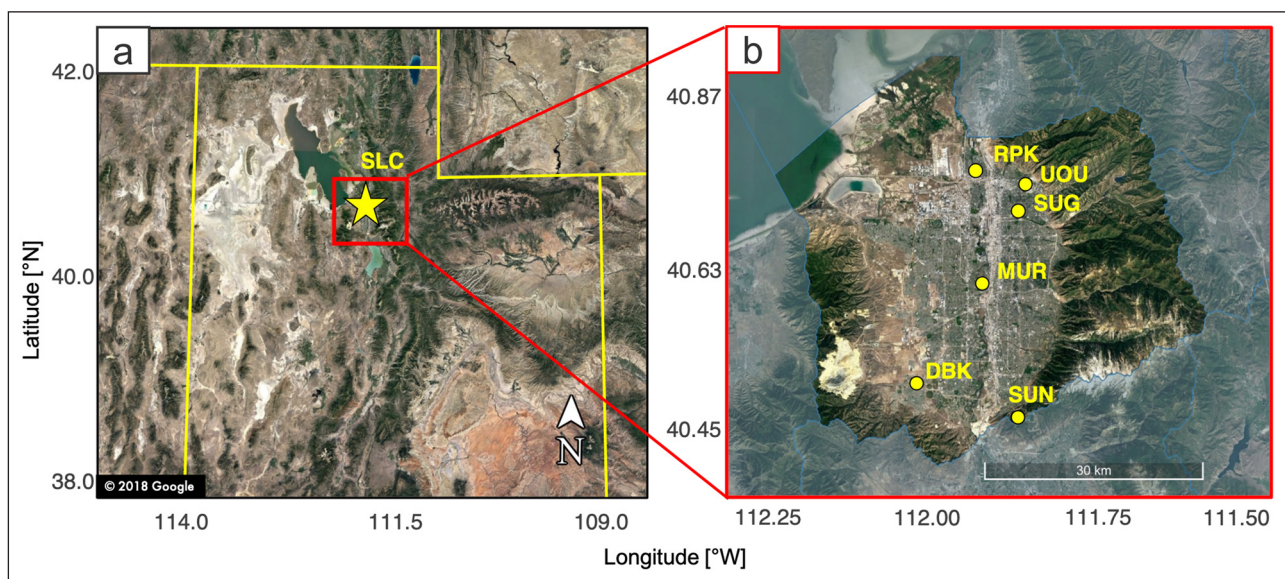 a
b
42.0
40.0
38.0
Latitude [°N]
SLC
N
© 2018 Google
114.0
111.5
109.0
40.87
40.63
40.45
RPK
UOU
SUG
MUR
DBK
SUN
30 km
112.25
112.00
111.75
111.50
Longitude [°W]